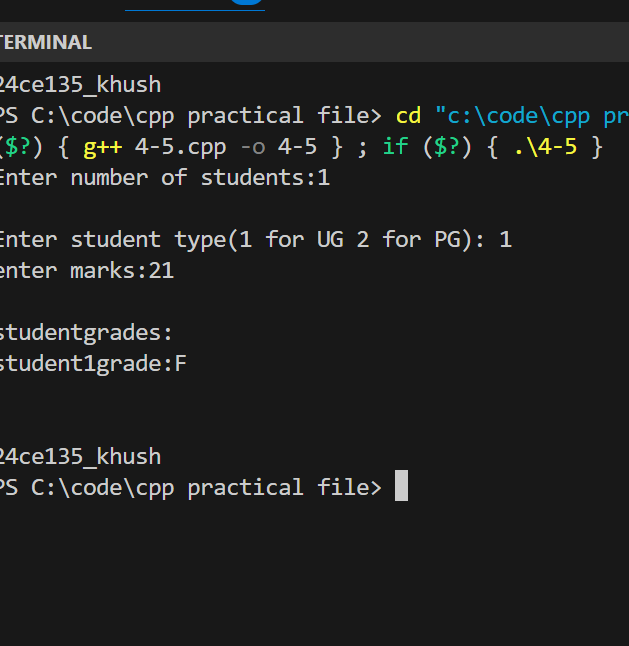 TERMINAL
24ce135_khush
PS C:\code\cpp practical file> cd "c:\code\cpp pr
($?) { g++ 4-5.cpp -o 4-5 } ; if ($?) { .\4-5 }
Enter number of students:1
Enter student type(1 for UG 2 for PG): 1
enter marks:21
studentgrades:
student1grade:F
24ce135_khush
PS C:\code\cpp practical file>